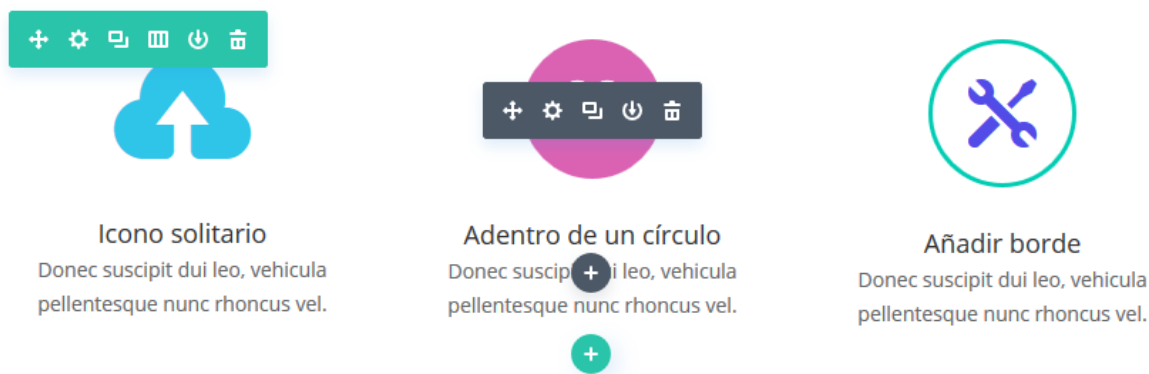 Icono solitario
Donec suscipit dui leo, vehicula
pellentesque nunc rhoncus vel.
Adentro de un círculo
Donec suscip i leo, vehicula
pellentesque nunc rhoncus vel.
Añadir borde
Donec suscipit dui leo, vehicula
pellentesque nunc rhoncus vel.